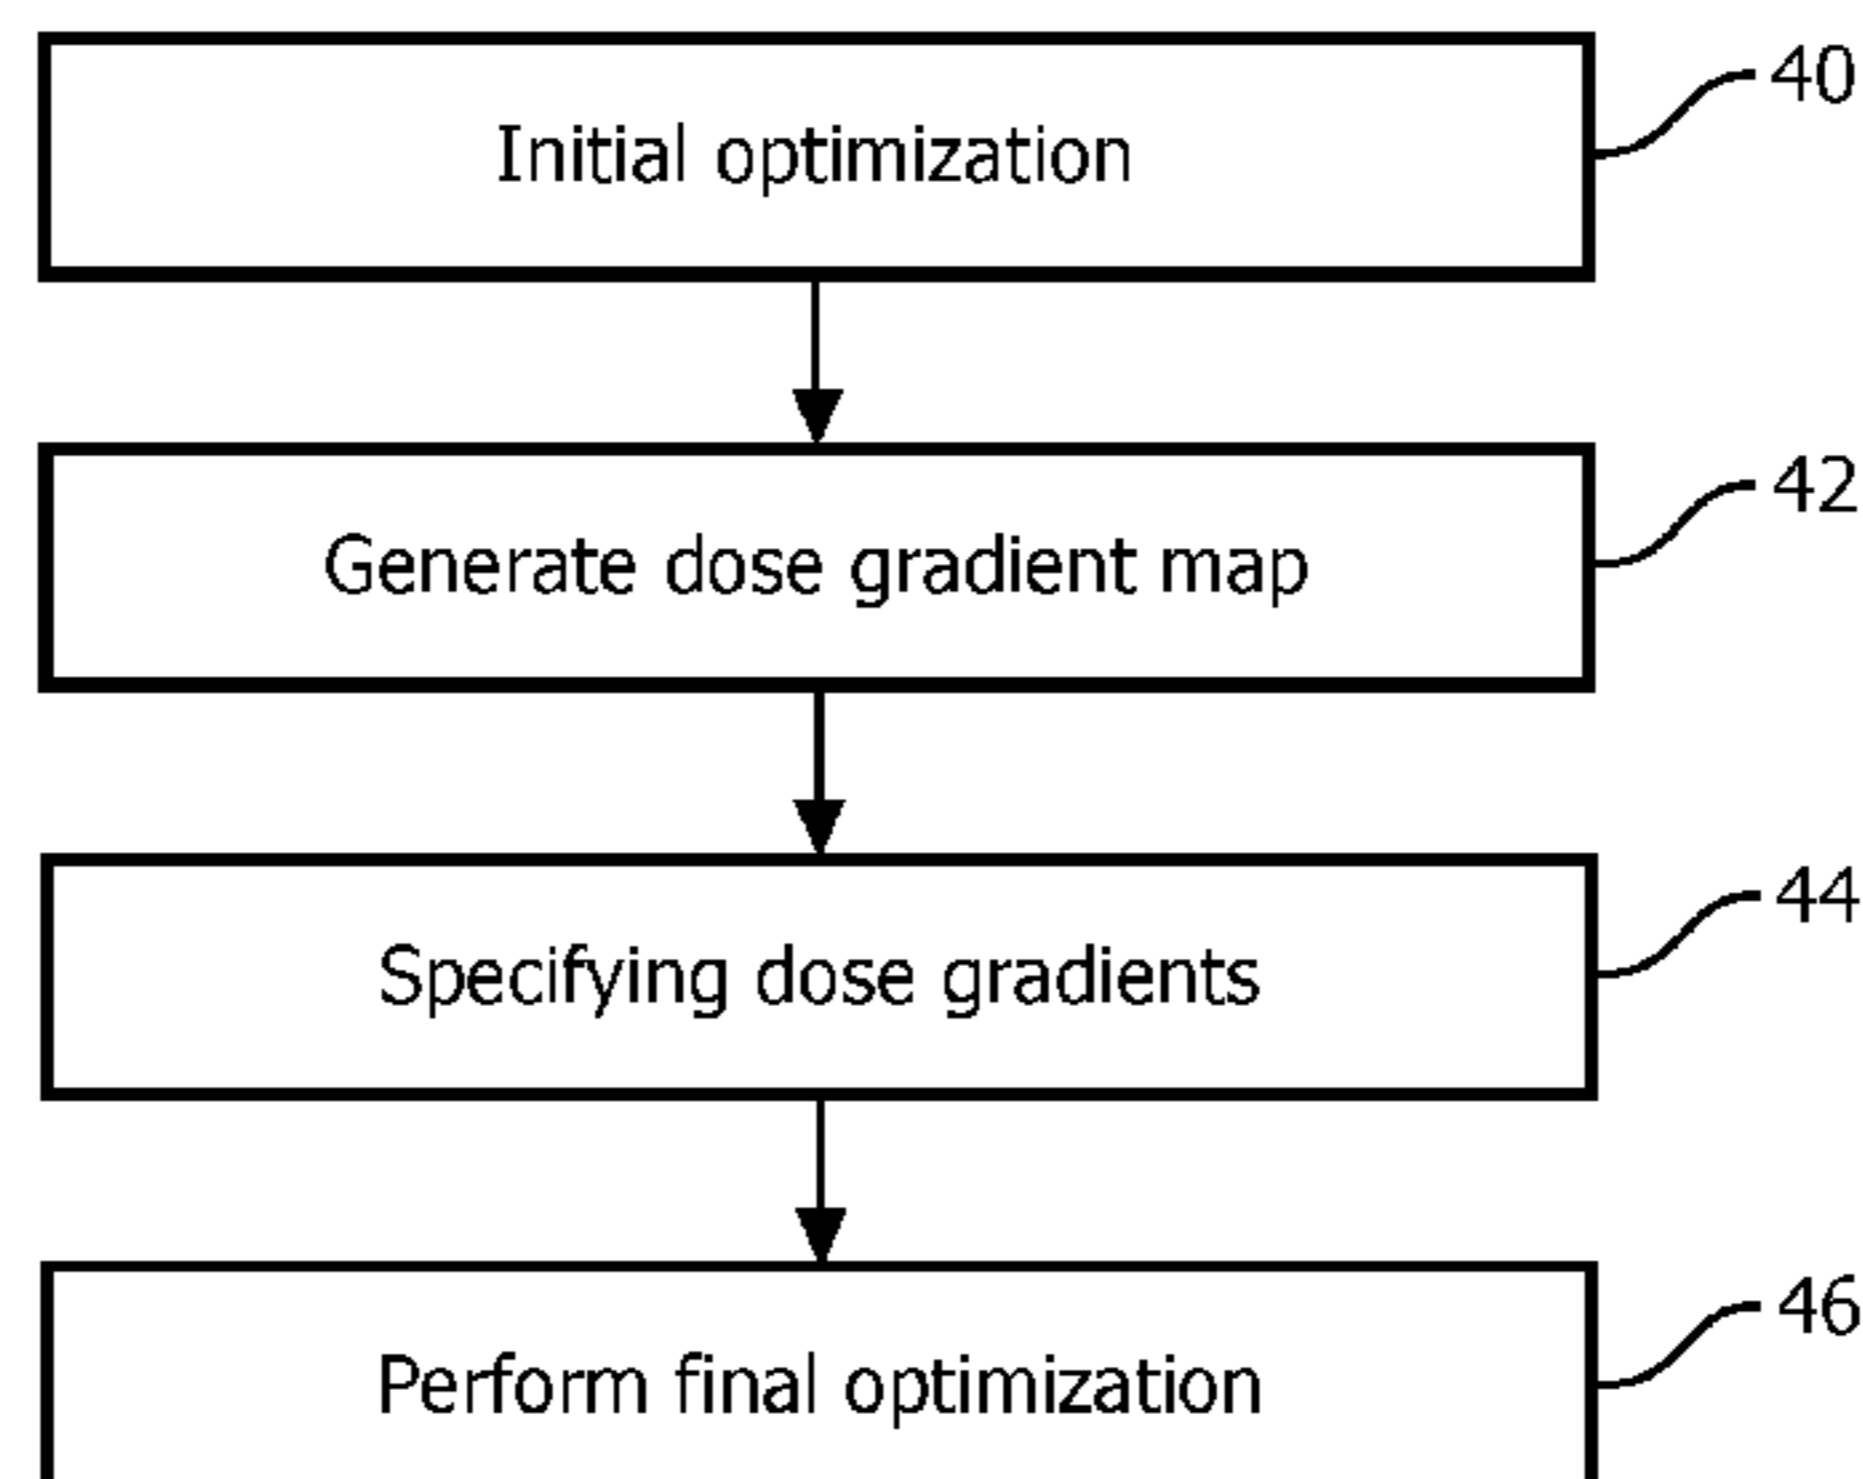 Initial optimization
40
Generate dose gradient map
42
Specifying dose gradients
44
Perform final optimization
46